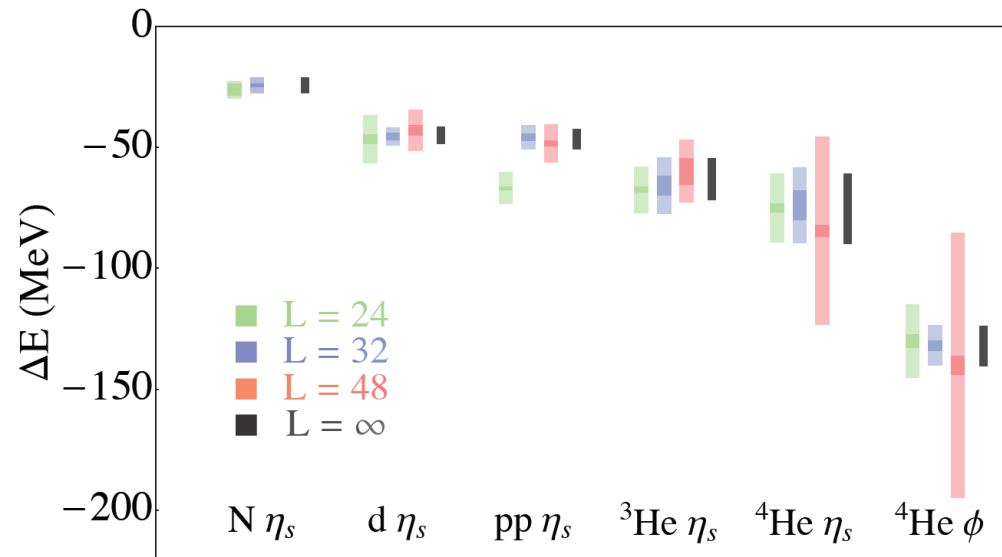 0
−50
−100
−150
−200
ΔE (MeV)
L = 24
L = 32
L = 48
L = ∞
N ηₛ
d ηₛ
pp ηₛ
³He ηₛ
⁴He ηₛ
⁴He ϕ